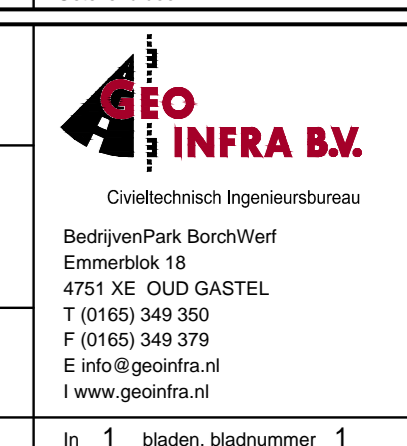 GEO
INFRA B.V.
Civieltechnisch Ingenieursbureau
BedrijvenPark BorchWerf
Emmerblok 18
4751 XE OUD GASTEL
T (0165) 349 350
F (0165) 349 379
E info@geoinfra.nl
I www.geoinfra.nl
In 1 bladen, bladnummer 1